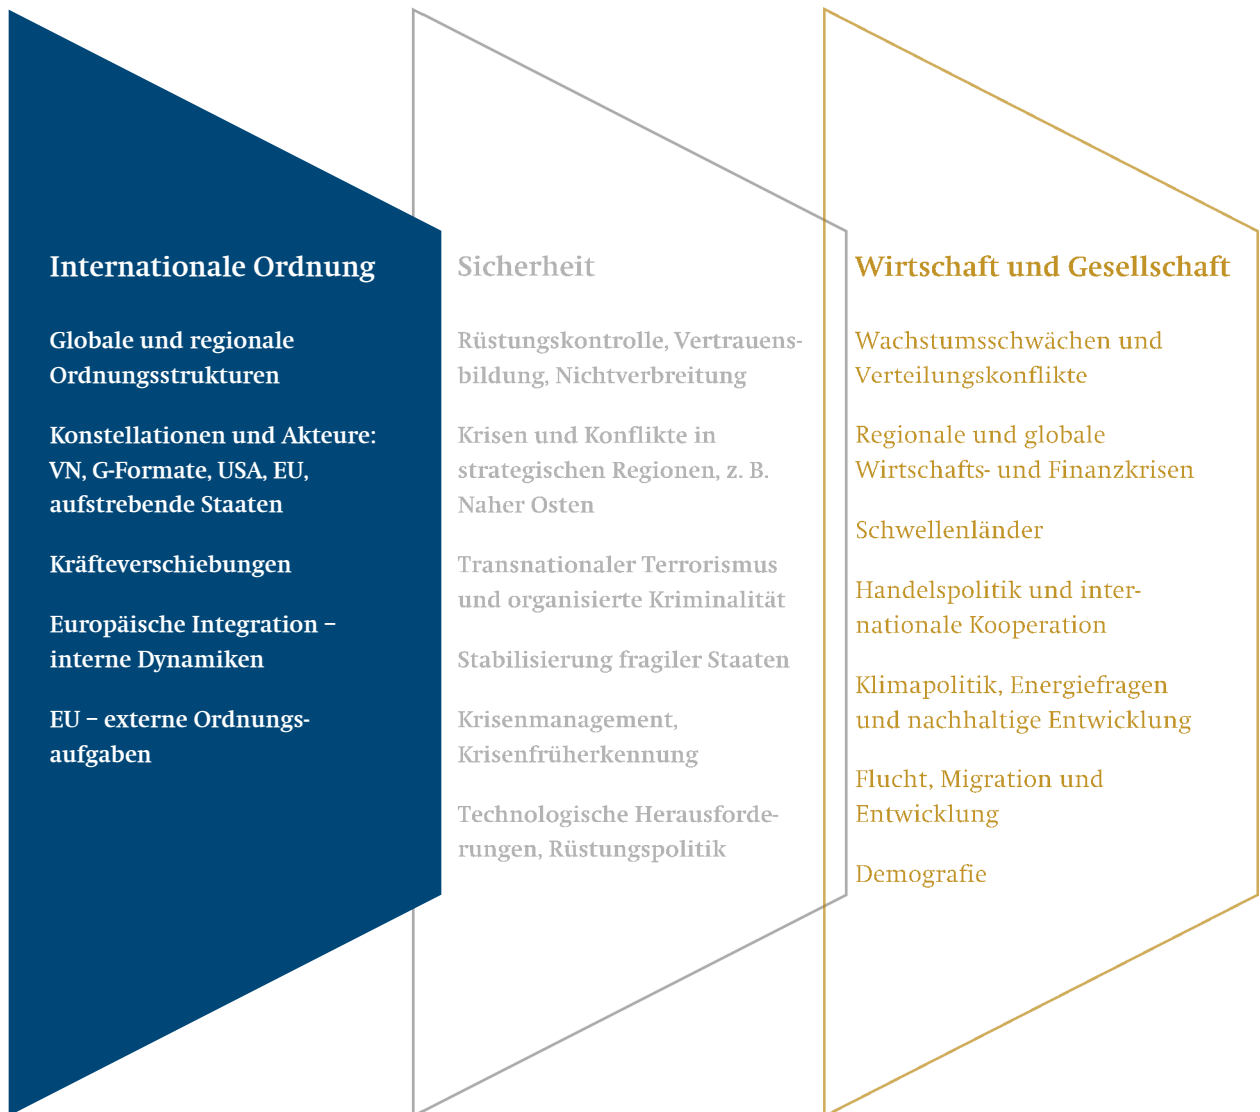 Internationale Ordnung
Globale und regionale
Ordnungsstrukturen
Konstellationen und Akteure:
VN, G-Formate, USA, EU,
aufstrebende Staaten
Kräfteverschiebungen
Europäische Integration –
interne Dynamiken
EU – externe Ordnungs-
aufgaben
Sicherheit
Rüstungskontrolle, Vertrauens-
bildung, Nichtverbreitung
Krisen und Konflikte in
strategischen Regionen, z. B.
Naher Osten
Transnationaler Terrorismus
und organisierte Kriminalität
Stabilisierung fragiler Staaten
Krisenmanagement,
Krisenfrüherkennung
Technologische Herausforde-
rungen, Rüstungspolitik
Wirtschaft und Gesellschaft
Wachstumsschwächen und
Verteilungskonflikte
Regionale und globale
Wirtschafts- und Finanzkrisen
Schwellenländer
Handelspolitik und inter-
nationale Kooperation
Klimapolitik, Energiefragen
und nachhaltige Entwicklung
Flucht, Migration und
Entwicklung
Demografie